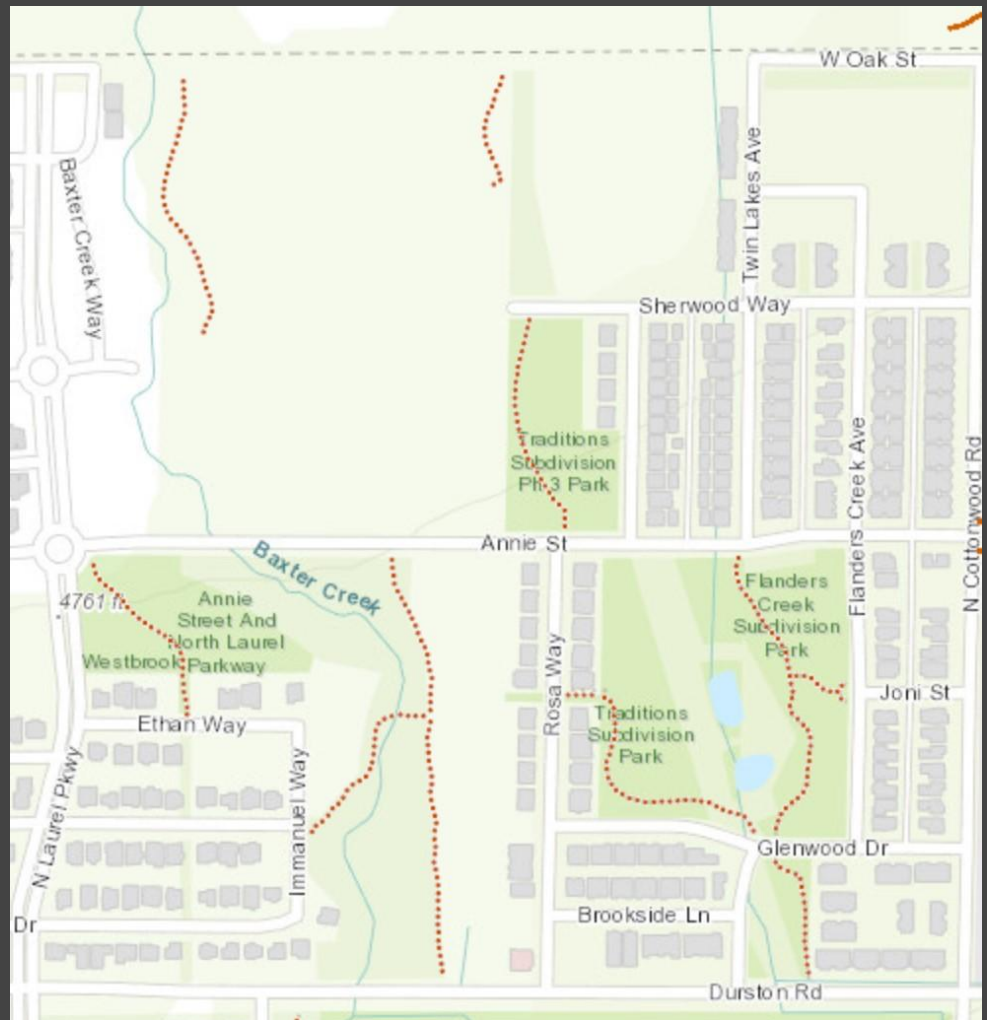 W Oak St
Twin Lakes Ave
Baxter Creek Way
Sherwood Way
Traditions
Subdivision
Ph 3 Park
Flanders Creek Ave
N Cottonwood Rd
Annie St
Baxter Creek
4761 ft
Annie
Street And
North Laurel
Parkway
Westbrook
Flanders
Creek
Subdivision
Park
Rosa Way
Joni St
Ethan Way
Traditions
Subdivision
Park
N Laurel Pkwy
Immanuel Way
Glenwood Dr
Dr
Brookside Ln
Durston Rd